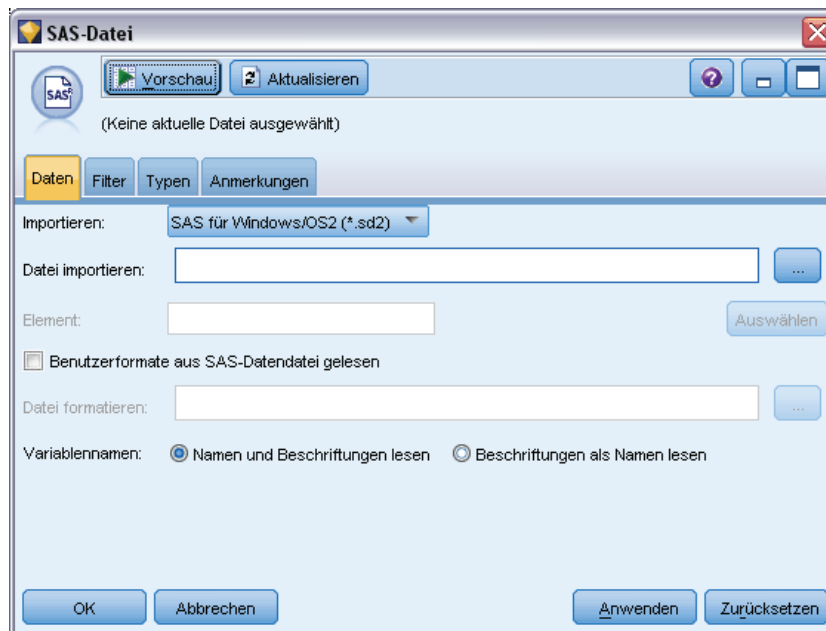 SAS-Datei
Vorschau Aktualisieren
SAS
(Keine aktuelle Datei ausgewählt)
Daten Filter Typen Anmerkungen
Importieren: SAS für Windows/OS2 (*.sd2)
Datei importieren: ...
Element: Auswählen
Benutzerformate aus SAS-Datendatei gelesen
Datei formatieren: ...
Variablennamen: Namen und Beschriftungen lesen Beschriftungen als Namen lesen
OK Abbrechen Anwenden Zurücksetzen